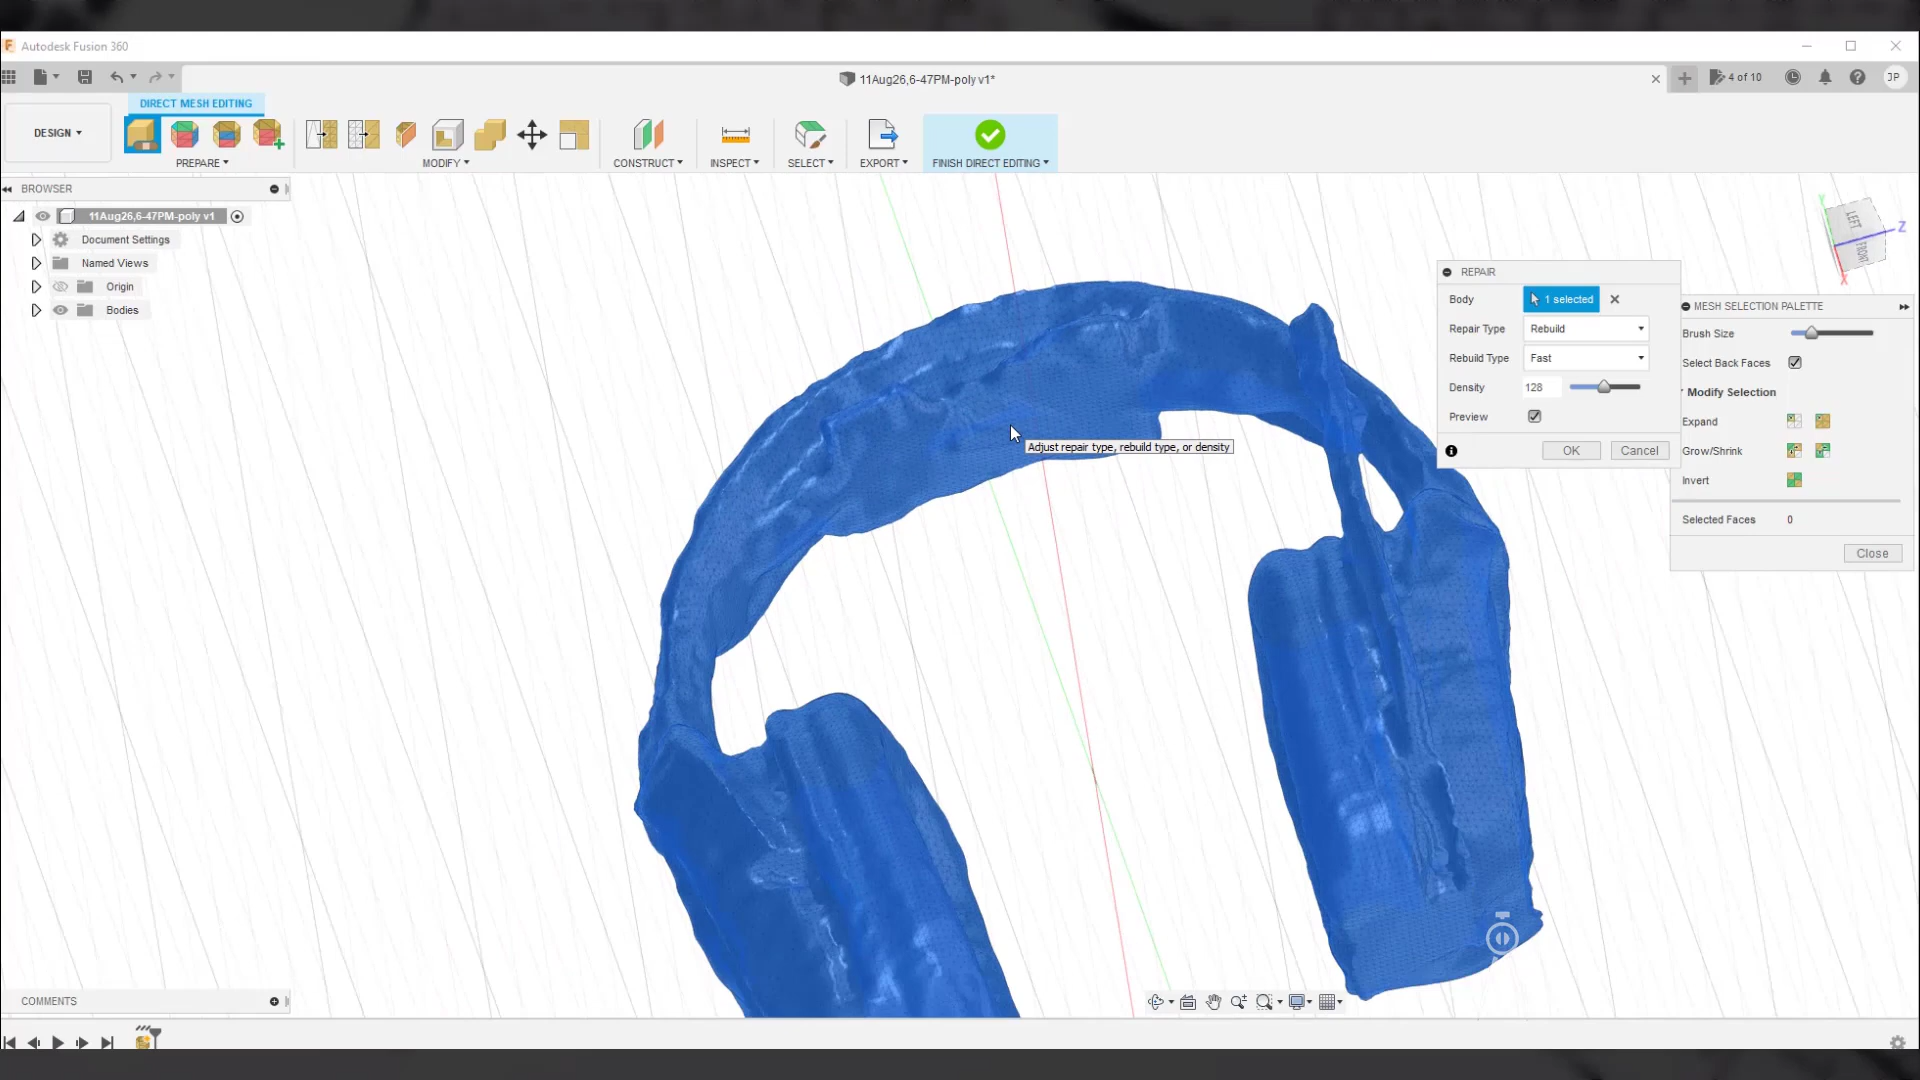 Autodesk Fusion 360
11Aug26,6-47PM-poly v1*
4 of 10
JP
DIRECT MESH EDITING
DESIGN
PREPARE
MODIFY
CONSTRUCT
INSPECT
SELECT
EXPORT
FINISH DIRECT EDITING
BROWSER
11Aug26,6-47PM-poly v1
Document Settings
Named Views
Origin
Bodies
LEFT
FRONT
Y
Z
X
REPAIR
Body 1 selected
Repair Type Rebuild
Rebuild Type Fast
Density 128
Preview
OK Cancel
MESH SELECTION PALETTE
Brush Size
Select Back Faces
Modify Selection
Expand
Grow/Shrink
Invert
Selected Faces 0
Close
Adjust repair type, rebuild type, or density
COMMENTS